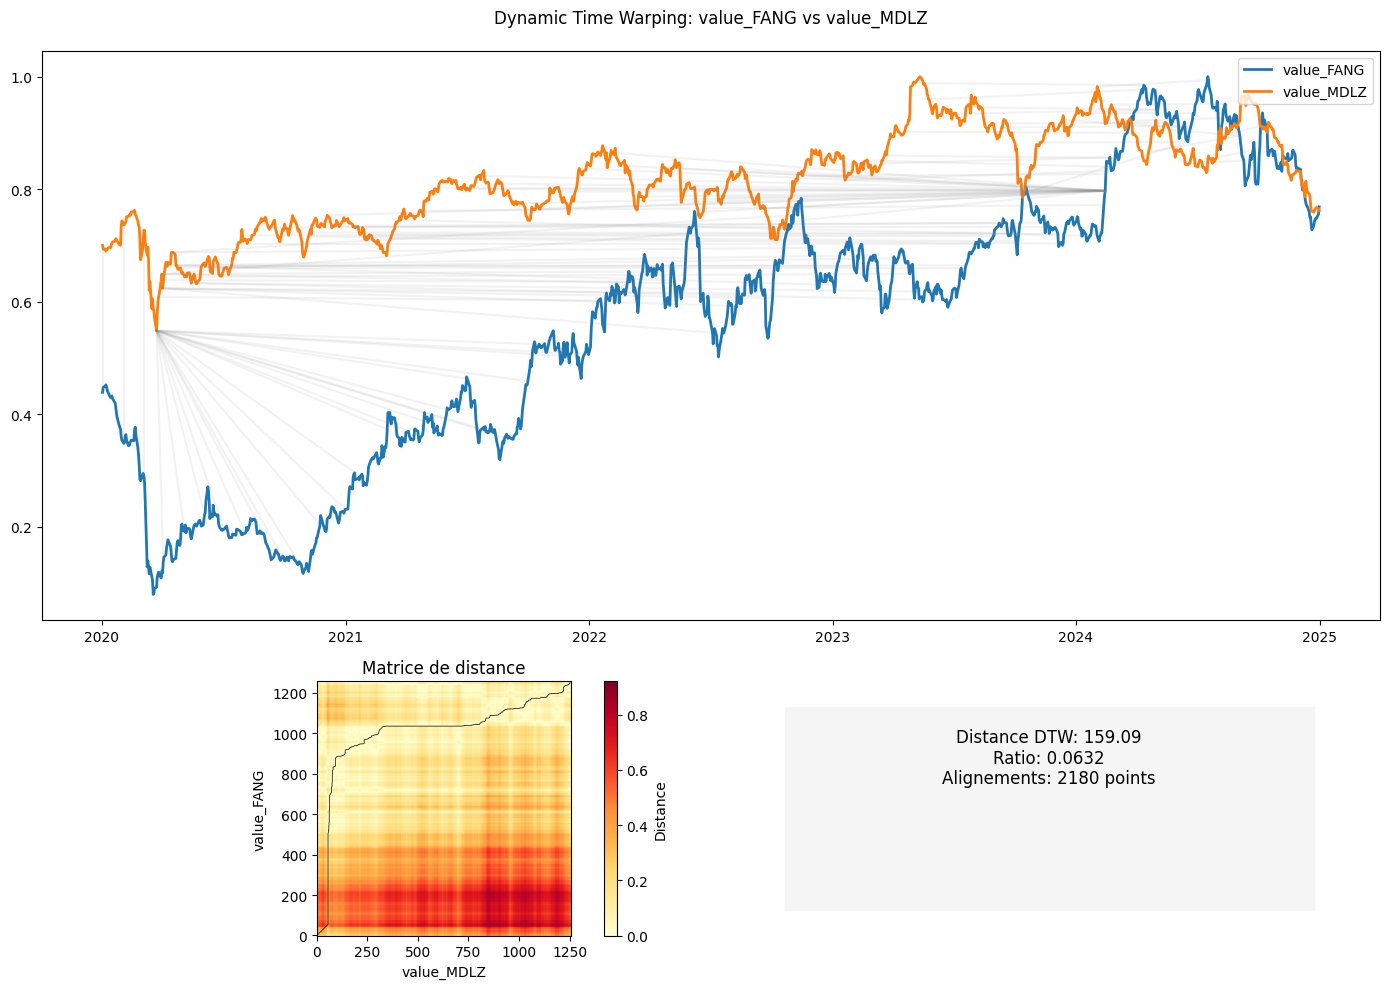 Dynamic Time Warping: value_FANG vs value_MDLZ
value_FANG
value_MDLZ
1.0
0.8
0.6
0.4
0.2
2020 2021 2022 2023 2024 2025
Matrice de distance
value_FANG
1200
1000
800
600
400
200
0
0 250 500 750 1000 1250
value_MDLZ
0.8
0.6
0.4
0.2
0.0
Distance
Distance DTW: 159.09
Ratio: 0.0632
Alignements: 2180 points